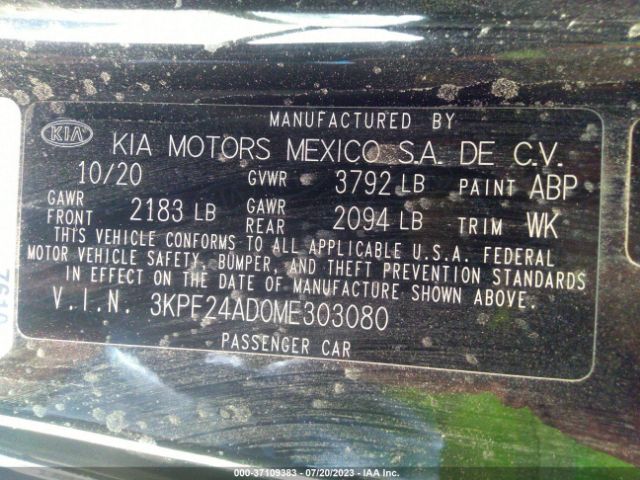 MANUFACTURED BY
KIA KIA MOTORS MEXICO S.A. DE C.V.
10/20 GVWR 3792 LB PAINT ABP
GAWR FRONT 2183 LB GAWR REAR 2094 LB TRIM WK
THIS VEHICLE CONFORMS TO ALL APPLICABLE U.S.A. FEDERAL
MOTOR VEHICLE SAFETY, BUMPER, AND THEFT PREVENTION STANDARDS
IN EFFECT ON THE DATE OF MANUFACTURE SHOWN ABOVE.
V.I.N. 3KPF24AD0ME303080
PASSENGER CAR
000-37109383 / 07/20/2023 - IAA Inc.